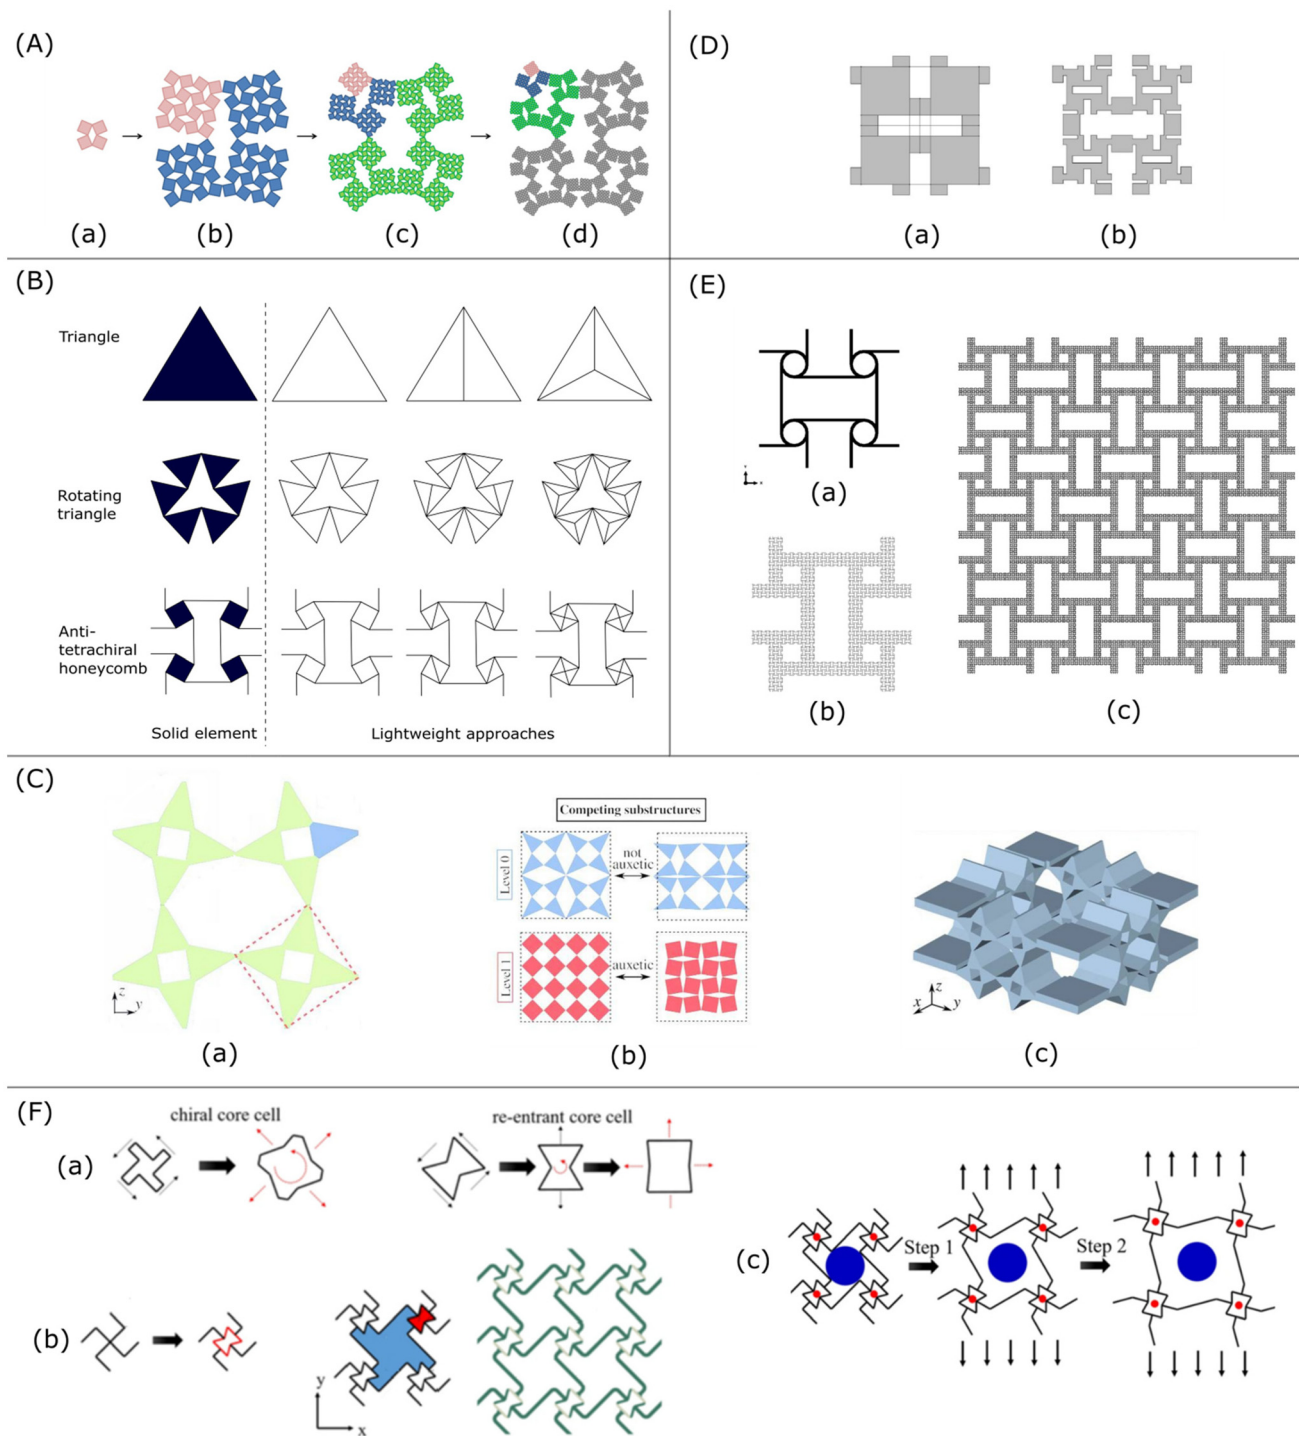 (A)
(a)
(b)
(c)
(d)
(D)
(a)
(b)
(B)
Triangle
Rotating
triangle
Anti-
tetrachiral
honeycomb
Solid element
Lightweight approaches
(E)
(a)
(b)
(c)
(C)
z
y
(a)
Competing substructures
Level 0
not
auxetic
Level 1
auxetic
(b)
z
x
y
(c)
(F)
chiral core cell
re-entrant core cell
(a)
(b)
y
x
(c)
Step 1
Step 2